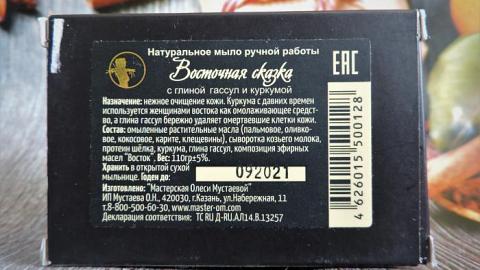 Натуральное мыло ручной работы
Восточная сказка
с глиной гассул и куркумой
Назначение: нежное очищение кожи. Куркума с давних времен
используется женщинами востока как омолаживающее средст-
во, а глина гассул бережно удаляет омертвевшие клетки кожи.
Состав: омыленные растительные масла (пальмовое, оливко-
вое, кокосовое, карите, клещевины), сыворотка козьего молока,
протеин шёлка, куркума, глина гассул, композиция эфирных
масел "Восток". Вес: 110гр±5%.
Хранить в открытой сухой
мыльнице. Годен до: 092021
Изготовлено: "Мастерская Олеси Мустаевой"
ИП Мустаева О.Н., 420030, г.Казань, ул.Набережная, 11
т.8-800-500-60-30, www.master-om.com
Декларация соответствия: ТС RU Д-RU.АЛ14.В.13257
EAC
4 626015 500128